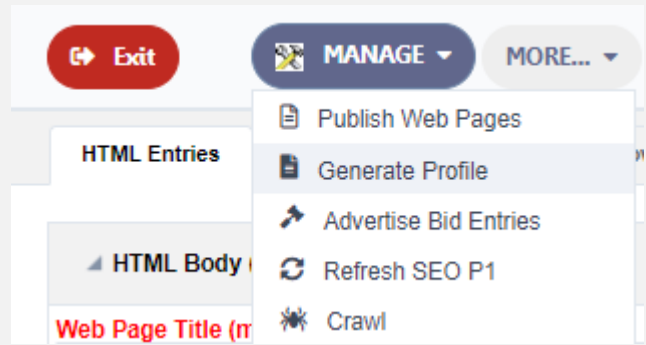 Exit
MANAGE
MORE...
Publish Web Pages
HTML Entries
Generate Profile
Advertise Bid Entries
HTML Body (
Refresh SEO P1
Crawl
Web Page Title (m